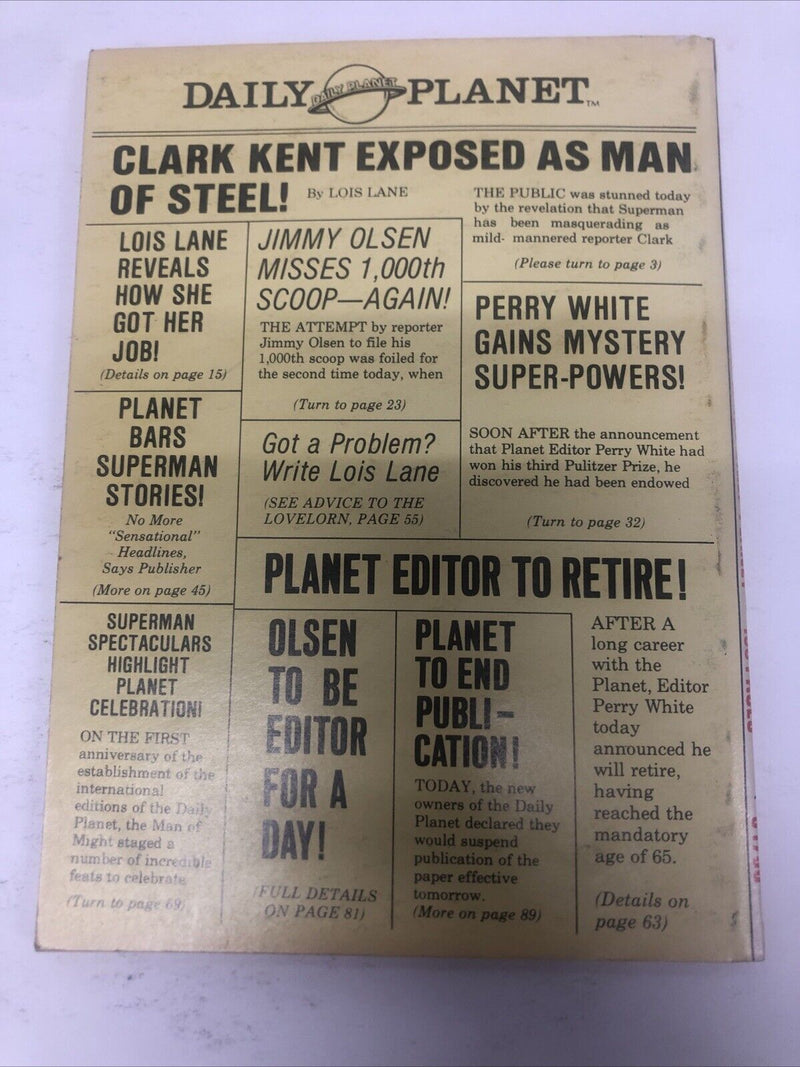 DAILY PLANET™
DAILY PLANET
CLARK KENT EXPOSED AS MAN
OF STEEL!
By LOIS LANE
THE PUBLIC was stunned today
by the revelation that Superman
has been masquerading as
mild- mannered reporter Clark
(Please turn to page 3)
LOIS LANE
REVEALS
HOW SHE
GOT HER
JOB!
(Details on page 15)
JIMMY OLSEN
MISSES 1,000th
SCOOP—AGAIN!
THE ATTEMPT by reporter
Jimmy Olsen to file his
1,000th scoop was foiled for
the second time today, when
(Turn to page 23)
PERRY WHITE
GAINS MYSTERY
SUPER-POWERS!
SOON AFTER the announcement
that Planet Editor Perry White had
won his third Pulitzer Prize, he
discovered he had been endowed
(Turn to page 32)
PLANET
BARS
SUPERMAN
STORIES!
No More
"Sensational"
Headlines,
Says Publisher
(More on page 45)
Got a Problem?
Write Lois Lane
(SEE ADVICE TO THE
LOVELORN, PAGE 55)
PLANET EDITOR TO RETIRE!
AFTER A
long career
with the
Planet, Editor
Perry White
today
announced he
will retire,
having
reached the
mandatory
age of 65.
(Details on
page 63)
SUPERMAN
SPECTACULARS
HIGHLIGHT
PLANET
CELEBRATION!
ON THE FIRST
anniversary of the
establishment of the
international
editions of the Daily
Planet, the Man of
Might staged a
number of incredible
feats to celebrate
(Turn to page 69)
OLSEN
TO BE
EDITOR
FOR A
DAY!
(FULL DETAILS
ON PAGE 81)
PLANET
TO END
PUBLI-
CATION!
TODAY, the new
owners of the Daily
Planet declared they
would suspend
publication of the
paper effective
tomorrow.
(More on page 89)